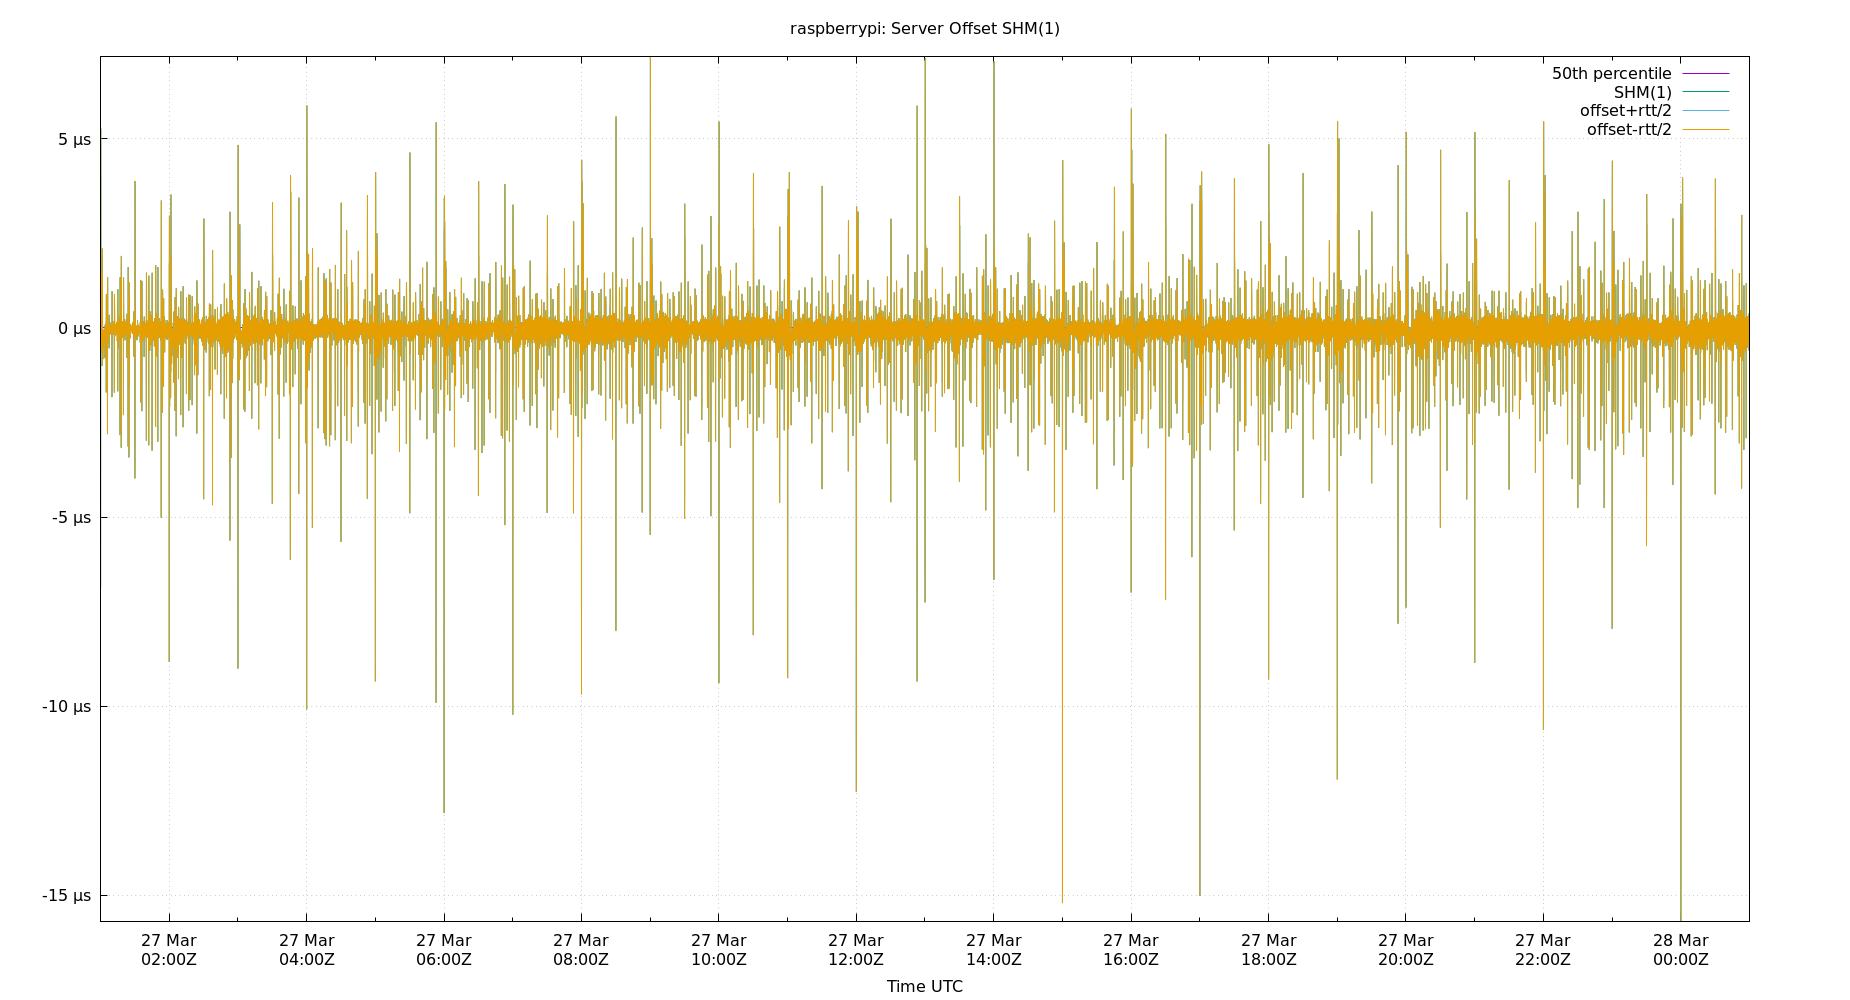 raspberrypi: Server Offset SHM(1)
50th percentile
SHM(1)
offset+rtt/2
offset-rtt/2
5 µs
0 µs
-5 µs
-10 µs
-15 µs
27 Mar 27 Mar 27 Mar 27 Mar 27 Mar 27 Mar 27 Mar 27 Mar 27 Mar 27 Mar 27 Mar 28 Mar
02:00Z 04:00Z 06:00Z 08:00Z 10:00Z 12:00Z 14:00Z 16:00Z 18:00Z 20:00Z 22:00Z 00:00Z
Time UTC